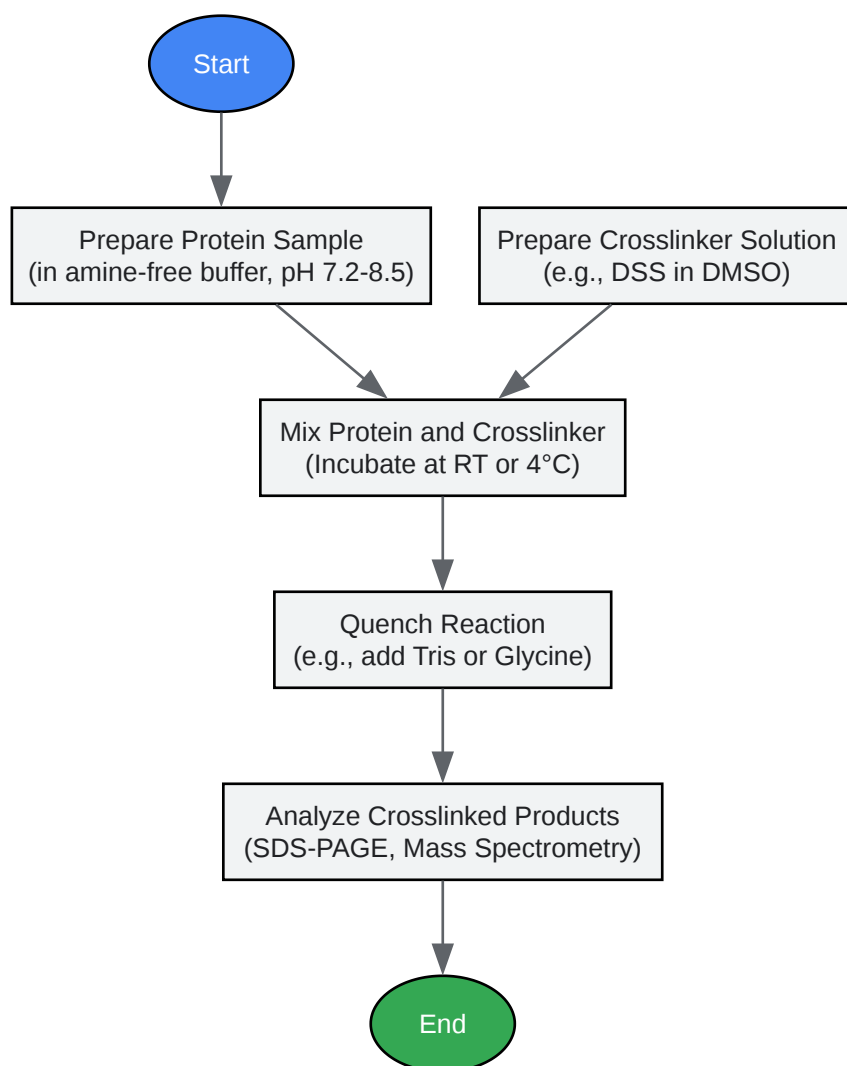 Start
Prepare Protein Sample
(in amine-free buffer, pH 7.2-8.5)
Prepare Crosslinker Solution
(e.g., DSS in DMSO)
Mix Protein and Crosslinker
(Incubate at RT or 4°C)
Quench Reaction
(e.g., add Tris or Glycine)
Analyze Crosslinked Products
(SDS-PAGE, Mass Spectrometry)
End